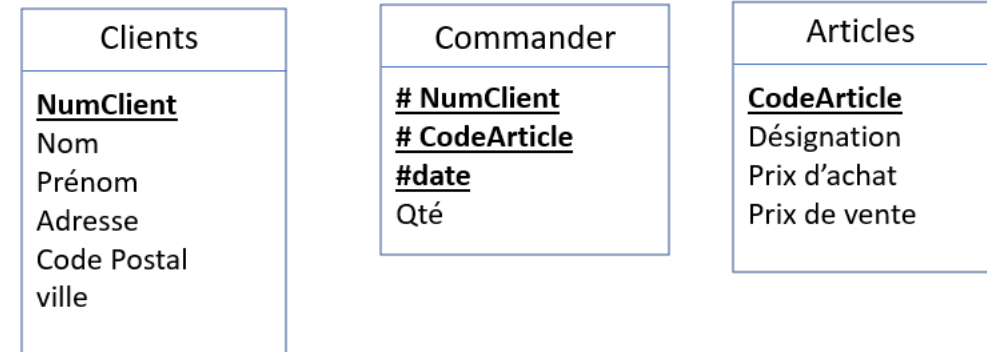 Clients
NumClient
Nom
Prénom
Adresse
Code Postal
ville
Commander
# NumClient
# CodeArticle
#date
Qté
Articles
CodeArticle
Désignation
Prix d’achat
Prix de vente